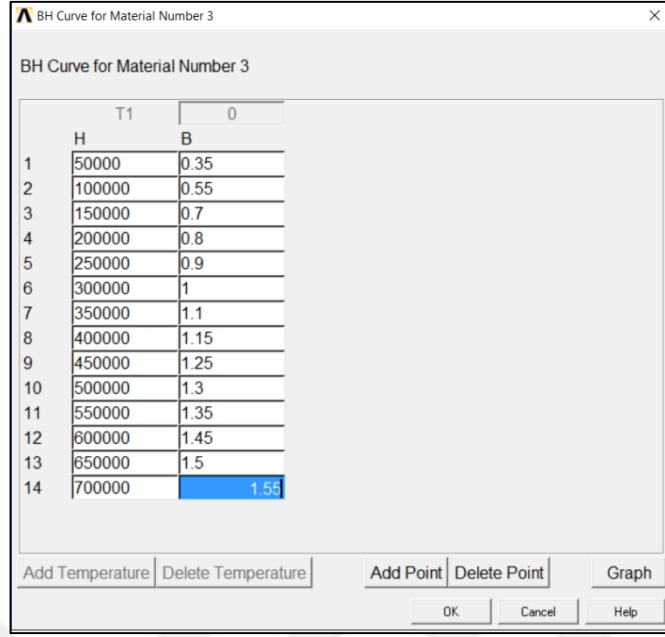 BH Curve for Material Number 3
BH Curve for Material Number 3
T1 0
H B
1 50000 0.35
2 100000 0.55
3 150000 0.7
4 200000 0.8
5 250000 0.9
6 300000 1
7 350000 1.1
8 400000 1.15
9 450000 1.25
10 500000 1.3
11 550000 1.35
12 600000 1.45
13 650000 1.5
14 700000 1.55
Add Temperature Delete Temperature Add Point Delete Point Graph
OK Cancel Help